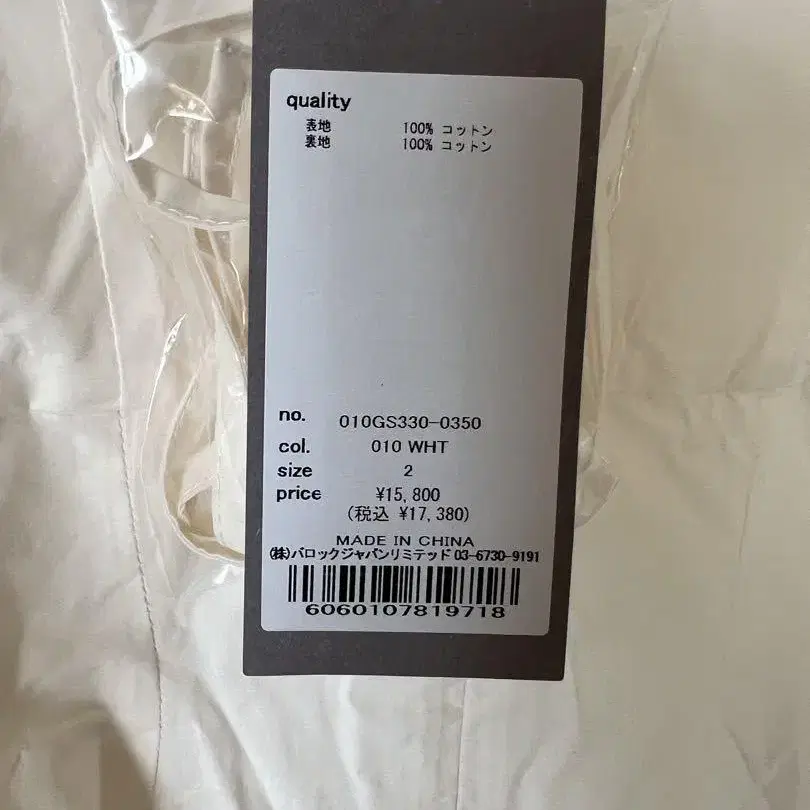 quality
表地 100% コットン
裏地 100% コットン
no. 010GS330-0350
col. 010 WHT
size 2
price ¥15,800
(税込 ¥17,380)
MADE IN CHINA
(株)バロックジャパンリミテッド 03-6730-9191
6060107819718